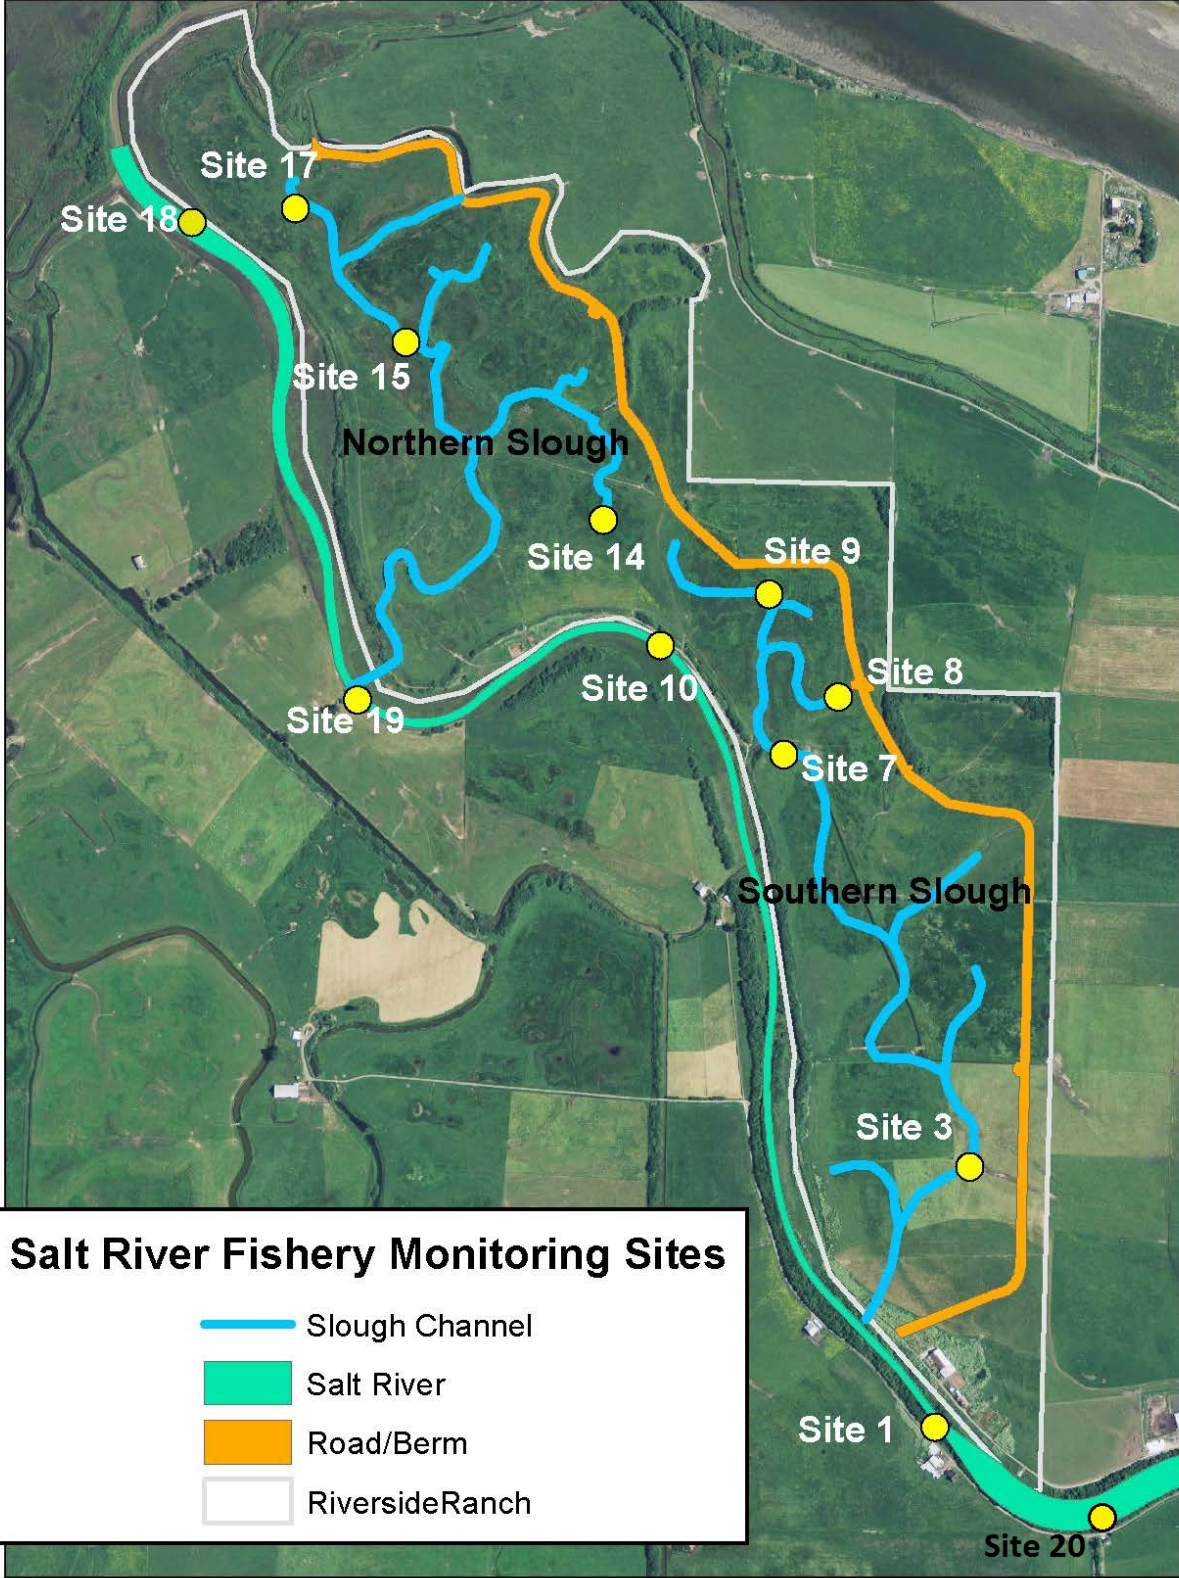 Site 17
Site 18
Site 15
Northern Slough
Site 14
Site 9
Site 8
Site 10
Site 19
Site 7
Southern Slough
Site 3
Salt River Fishery Monitoring Sites
Slough Channel
Salt River
Road/Berm
RiversideRanch
Site 1
Site 20